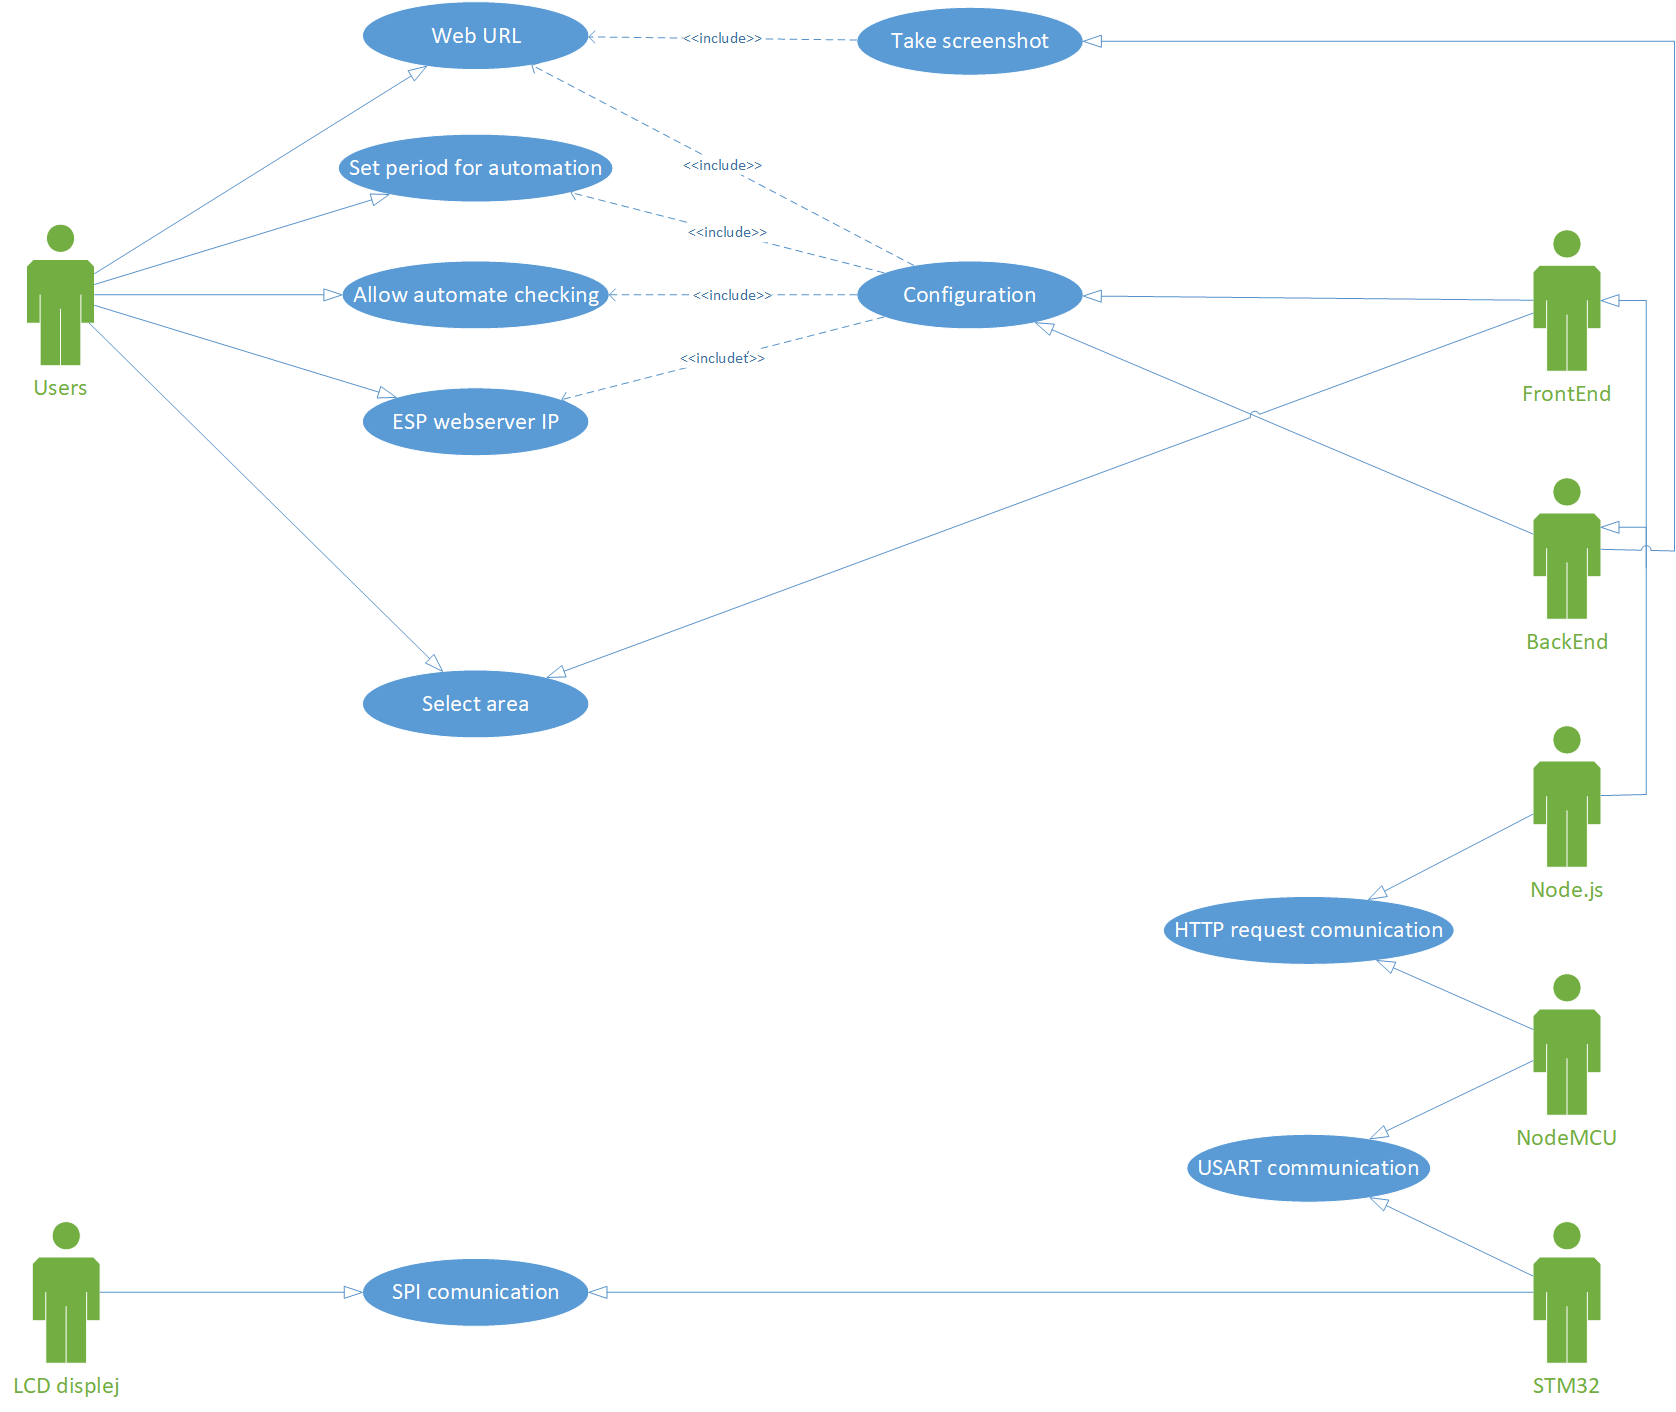 Web URL
<<include>>
Take screenshot
<<include>>
Set period for automation
<<include>>
Allow automate checking
<<include>>
Configuration
<<includeť>>
Users
FrontEnd
ESP webserver IP
BackEnd
Select area
Node.js
HTTP request comunication
NodeMCU
USART communication
SPI comunication
LCD displej
STM32